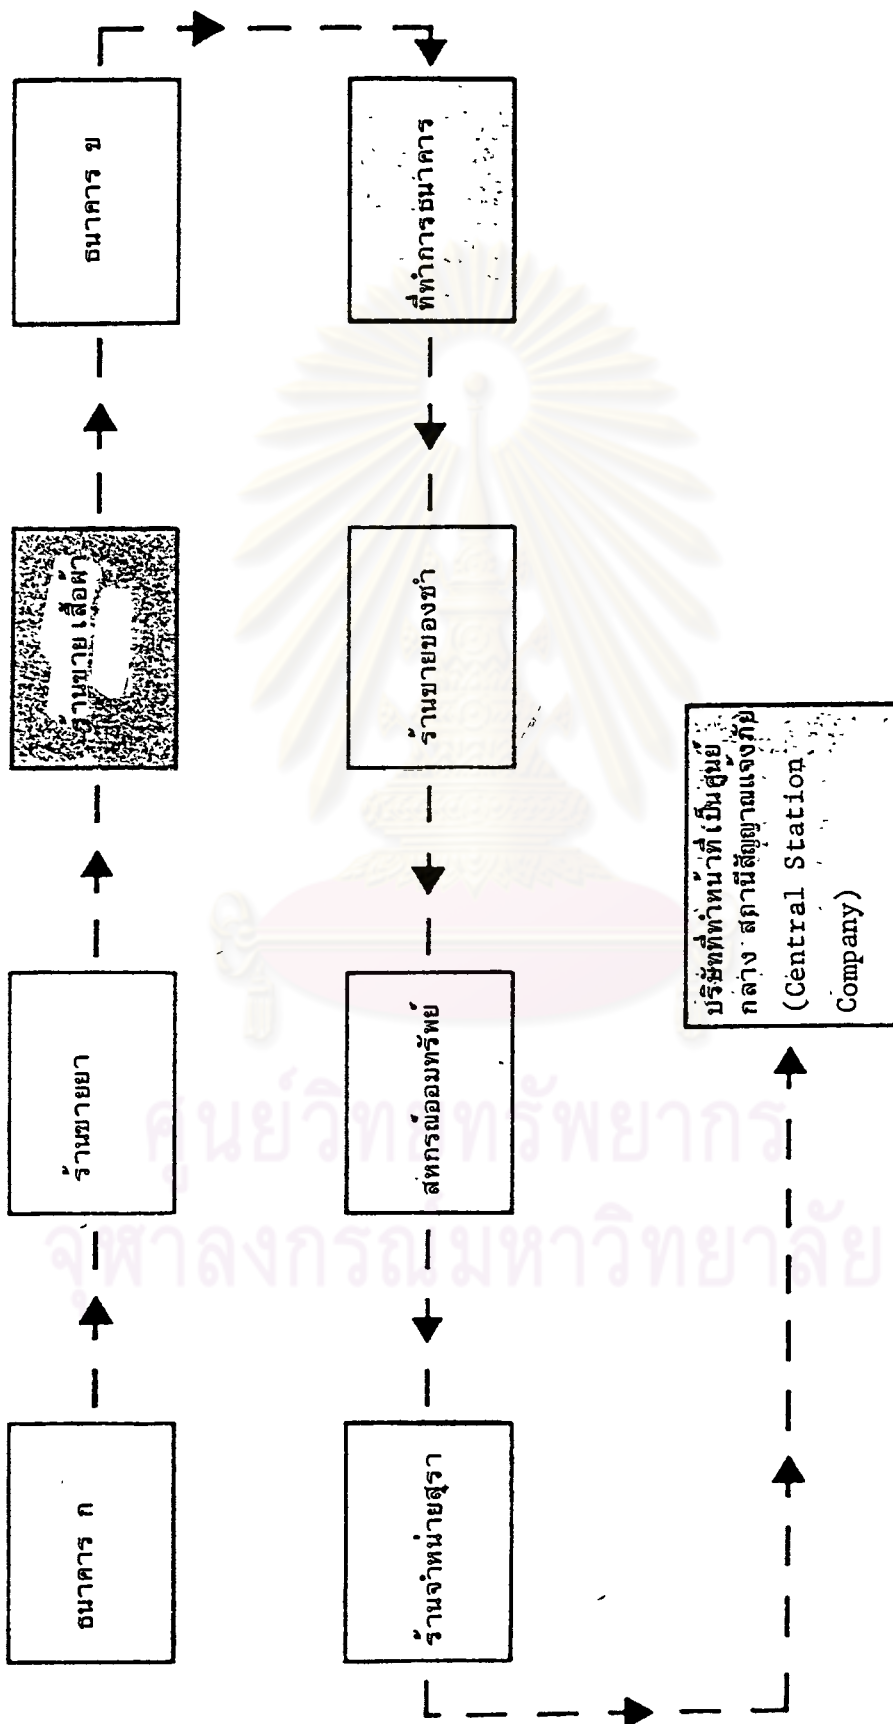 ธนาคาร ก
ร้านขายยา
ร้านขายเสื้อผ้า
ธนาคาร ข
ที่ทำการธนาคาร
ร้านขายของชำ
สหกรณ์ออมทรัพย์
ร้านจำหน่ายสุรา
บริษัทที่ทำหน้าที่เป็นศูนย์
กลาง สถานีสัญญาณแจ้งภัย
(Central Station
Company)
ศูนย์วิทยทรัพยากร
จุฬาลงกรณ์มหาวิทยาลัย